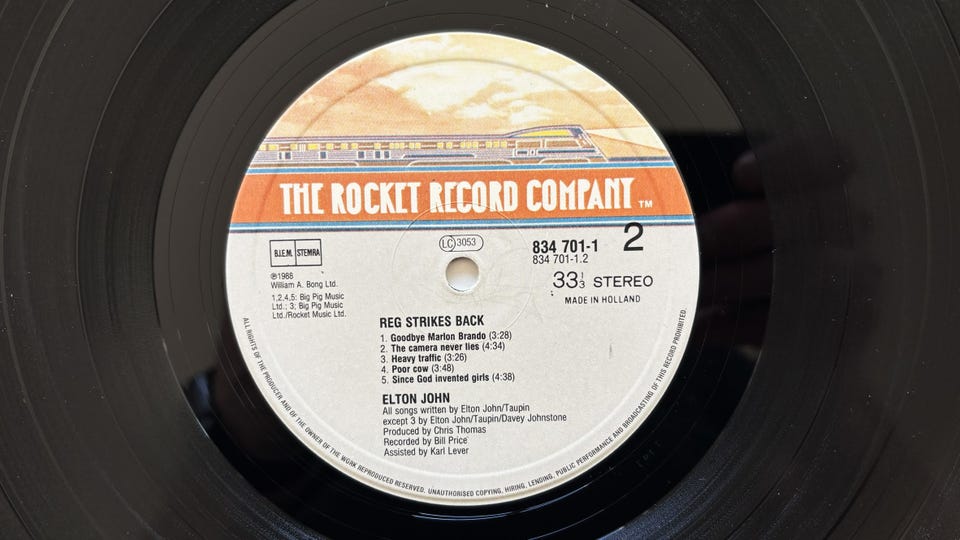 THE ROCKET RECORD COMPANY ™
B.I.E.M. STEMRA
LC 3053
834 701-1
2
834 701-1.2
33⅓ STEREO
MADE IN HOLLAND
℗1988
William A. Bong Ltd.
1,2,4,5: Big Pig Music
Ltd.; 3; Big Pig Music
Ltd./Rocket Music Ltd.
REG STRIKES BACK
1. Goodbye Marlon Brando (3:28)
2. The camera never lies (4:34)
3. Heavy traffic (3:26)
4. Poor cow (3:48)
5. Since God invented girls (4:38)
ELTON JOHN
All songs written by Elton John/Taupin
except 3 by Elton John/Taupin/Davey Johnstone
Produced by Chris Thomas
Recorded by Bill Price
Assisted by Karl Lever
ALL RIGHTS OF THE PRODUCER AND OF THE OWNER OF THE WORK REPRODUCED RESERVED. UNAUTHORISED COPYING, HIRING, LENDING, PUBLIC PERFORMANCE AND BROADCASTING OF THIS RECORD PROHIBITED.